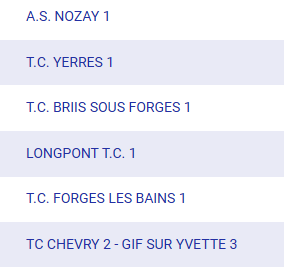 A.S. NOZAY 1
T.C. YERRES 1
T.C. BRIIS SOUS FORGES 1
LONGPONT T.C. 1
T.C. FORGES LES BAINS 1
TC CHEVRY 2 - GIF SUR YVETTE 3